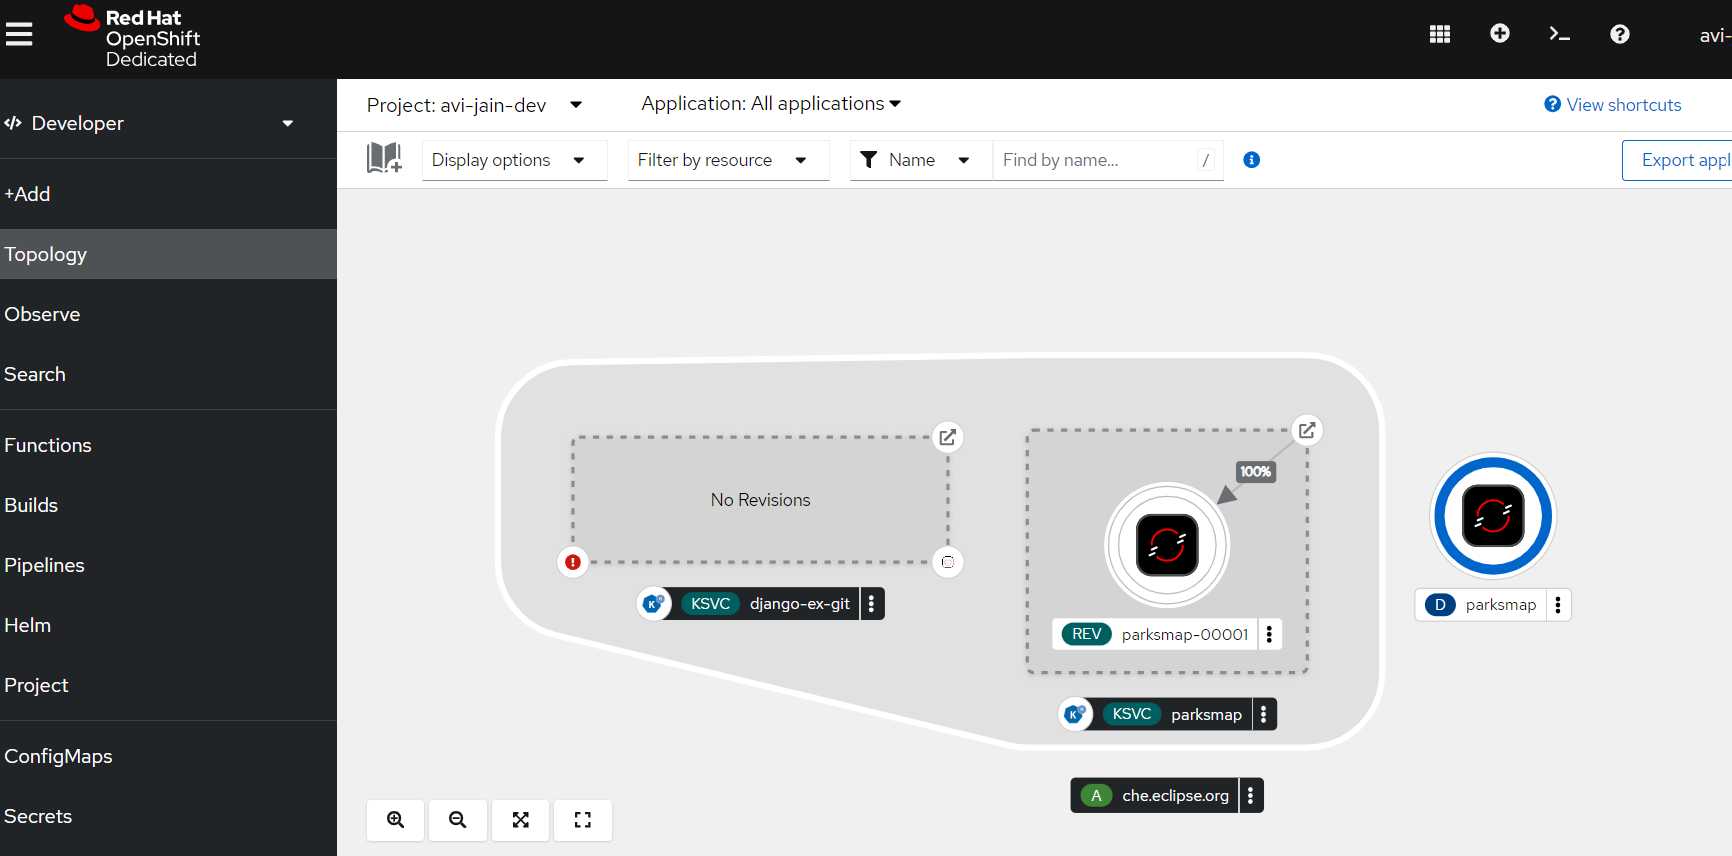 Red Hat
OpenShift
Dedicated
avi-
Developer
+Add
Topology
Observe
Search
Functions
Builds
Pipelines
Helm
Project
ConfigMaps
Secrets
Project: avi-jain-dev
Application: All applications
View shortcuts
Display options
Filter by resource
Name
Find by name...
/
Export appl
No Revisions
KSVC django-ex-git
100%
REV parksmap-00001
KSVC parksmap
D parksmap
A che.eclipse.org